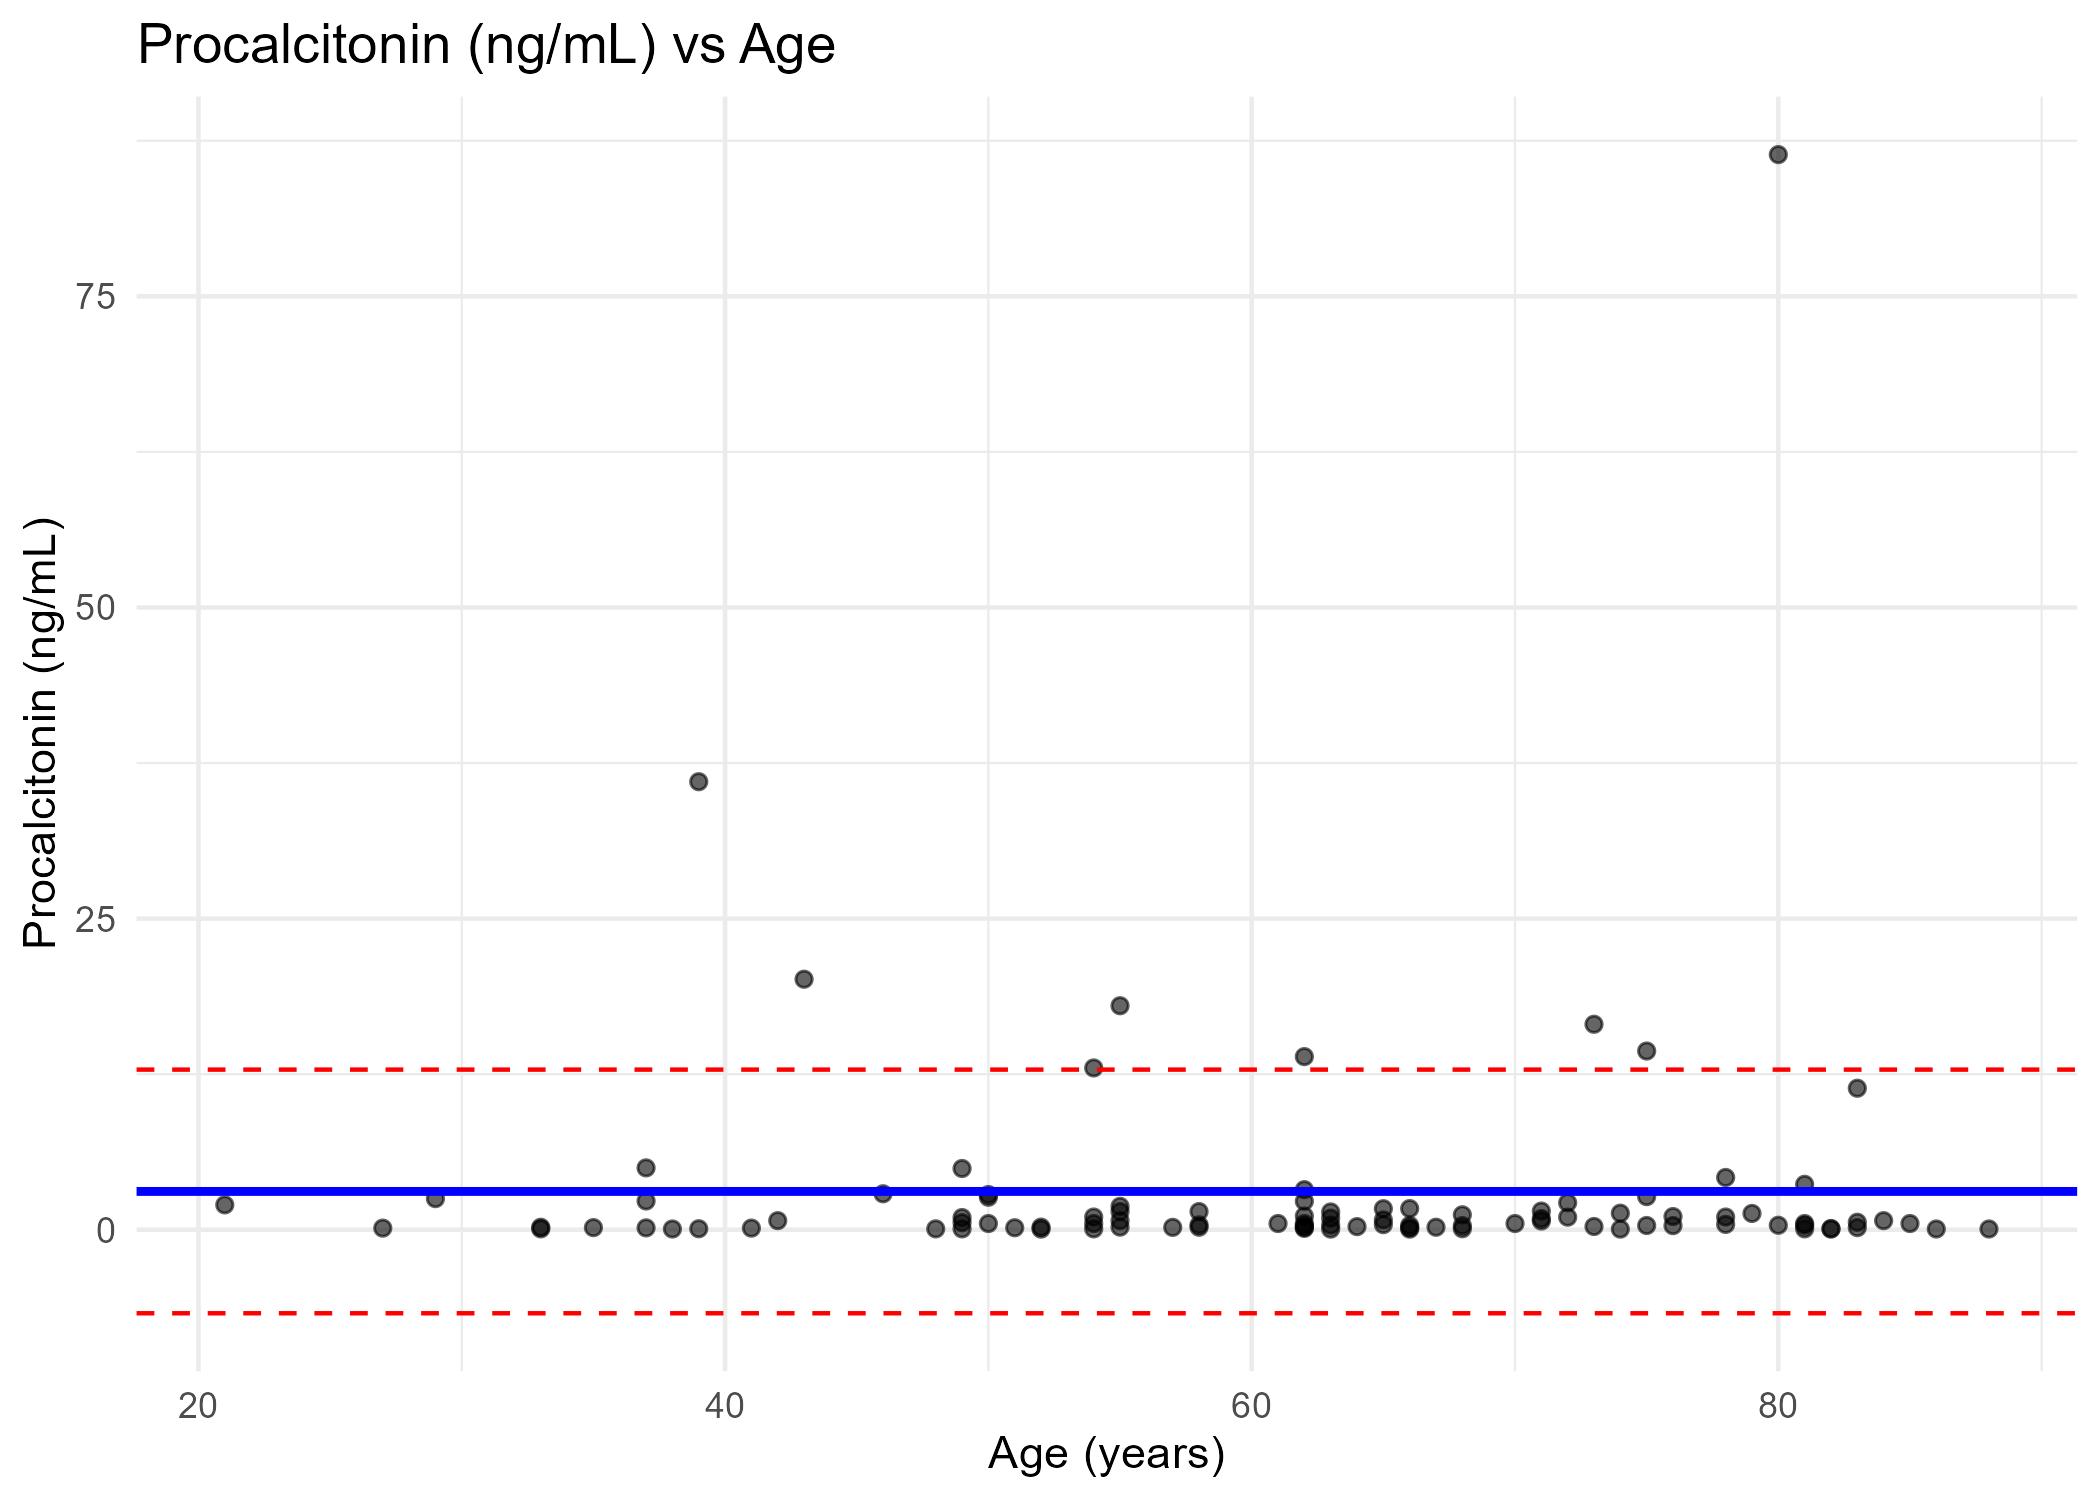 Procalcitonin (ng/mL) vs Age
Procalcitonin (ng/mL)
75
50
25
0
20 40 60 80
Age (years)